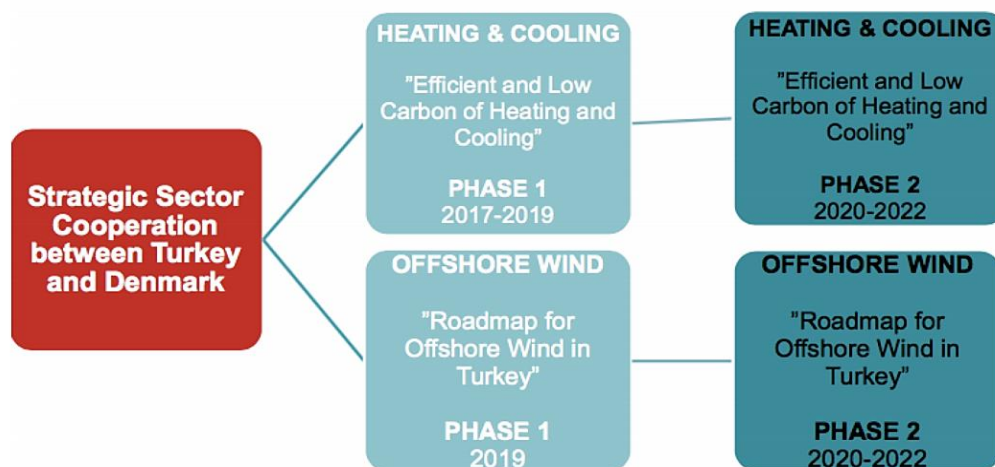 Strategic Sector
Cooperation
between Turkey
and Denmark
HEATING & COOLING
"Efficient and Low
Carbon of Heating and
Cooling"
PHASE 1
2017-2019
HEATING & COOLING
"Efficient and Low
Carbon of Heating and
Cooling"
PHASE 2
2020-2022
OFFSHORE WIND
"Roadmap for
Offshore Wind in
Turkey"
PHASE 1
2019
OFFSHORE WIND
"Roadmap for
Offshore Wind in
Turkey"
PHASE 2
2020-2022